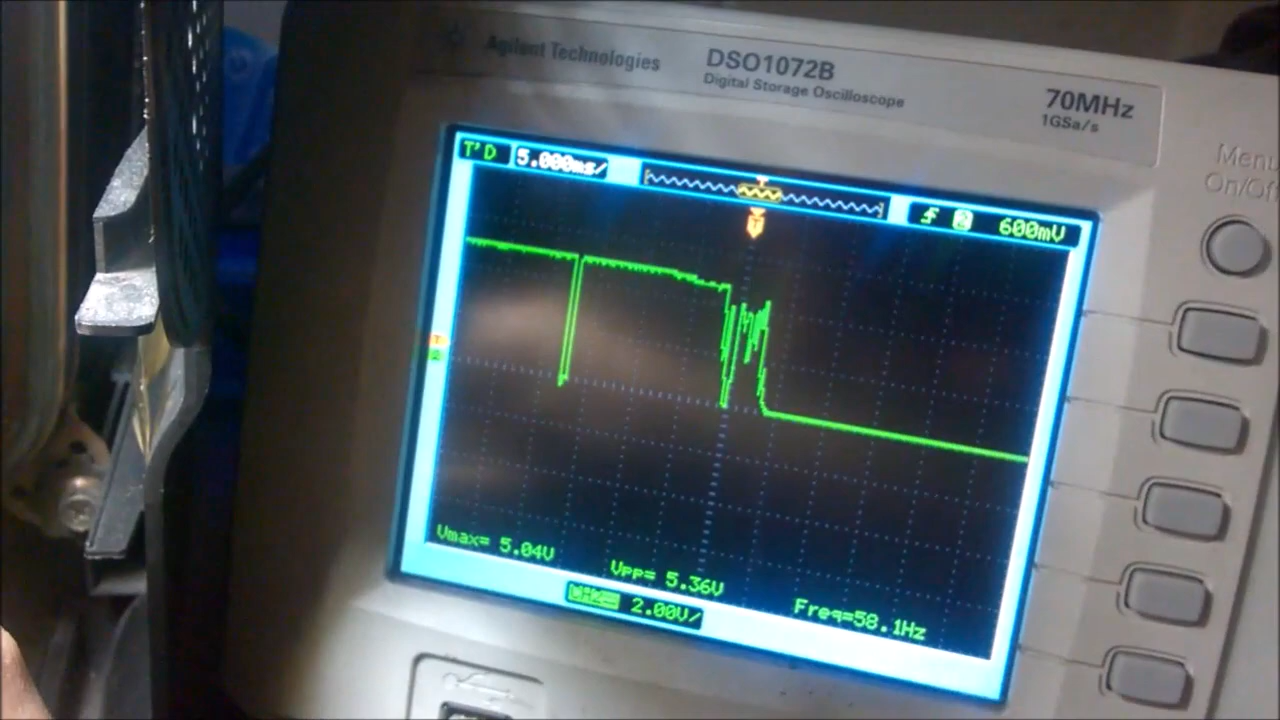 Agilent Technologies
DSO1072B
Digital Storage Oscilloscope
70MHz
1GSa/s
Menu
On/Off
T'D
5.000ms/
2
600mV
Vmax= 5.04V
Vpp= 5.36V
Freq=58.1Hz
2.00V/